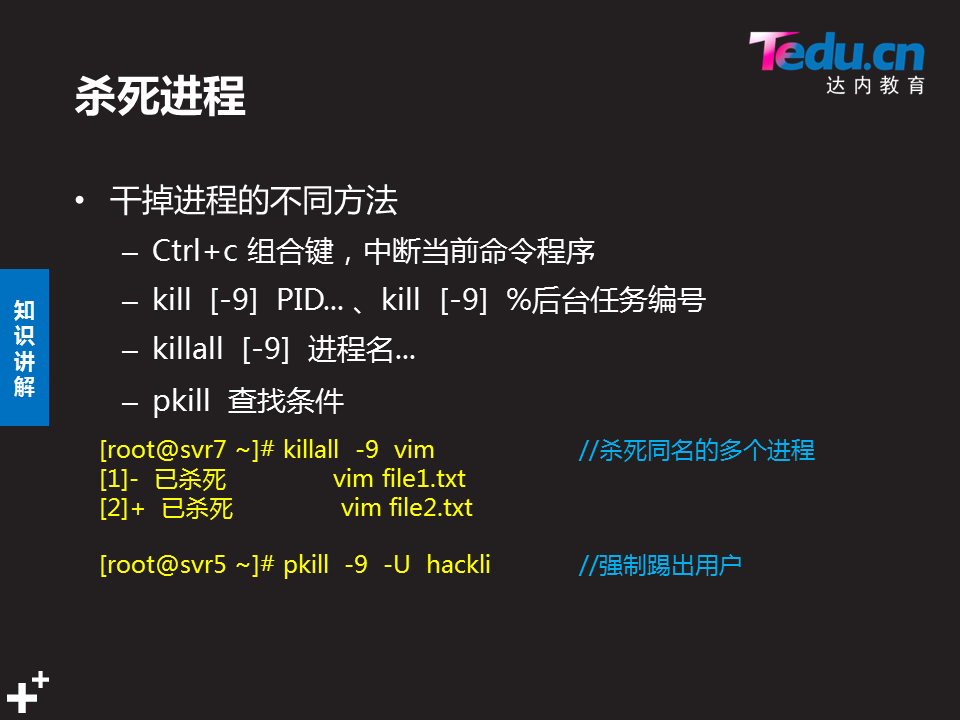 Tedu.cn
达内教育
杀死进程
• 干掉进程的不同方法
– Ctrl+c 组合键，中断当前命令程序
– kill [-9] PID... 、kill [-9] %后台任务编号
– killall [-9] 进程名...
– pkill 查找条件
知识讲解
[root@svr7 ~]# killall -9 vim //杀死同名的多个进程
[1]- 已杀死 vim file1.txt
[2]+ 已杀死 vim file2.txt
[root@svr5 ~]# pkill -9 -U hackli //强制踢出用户